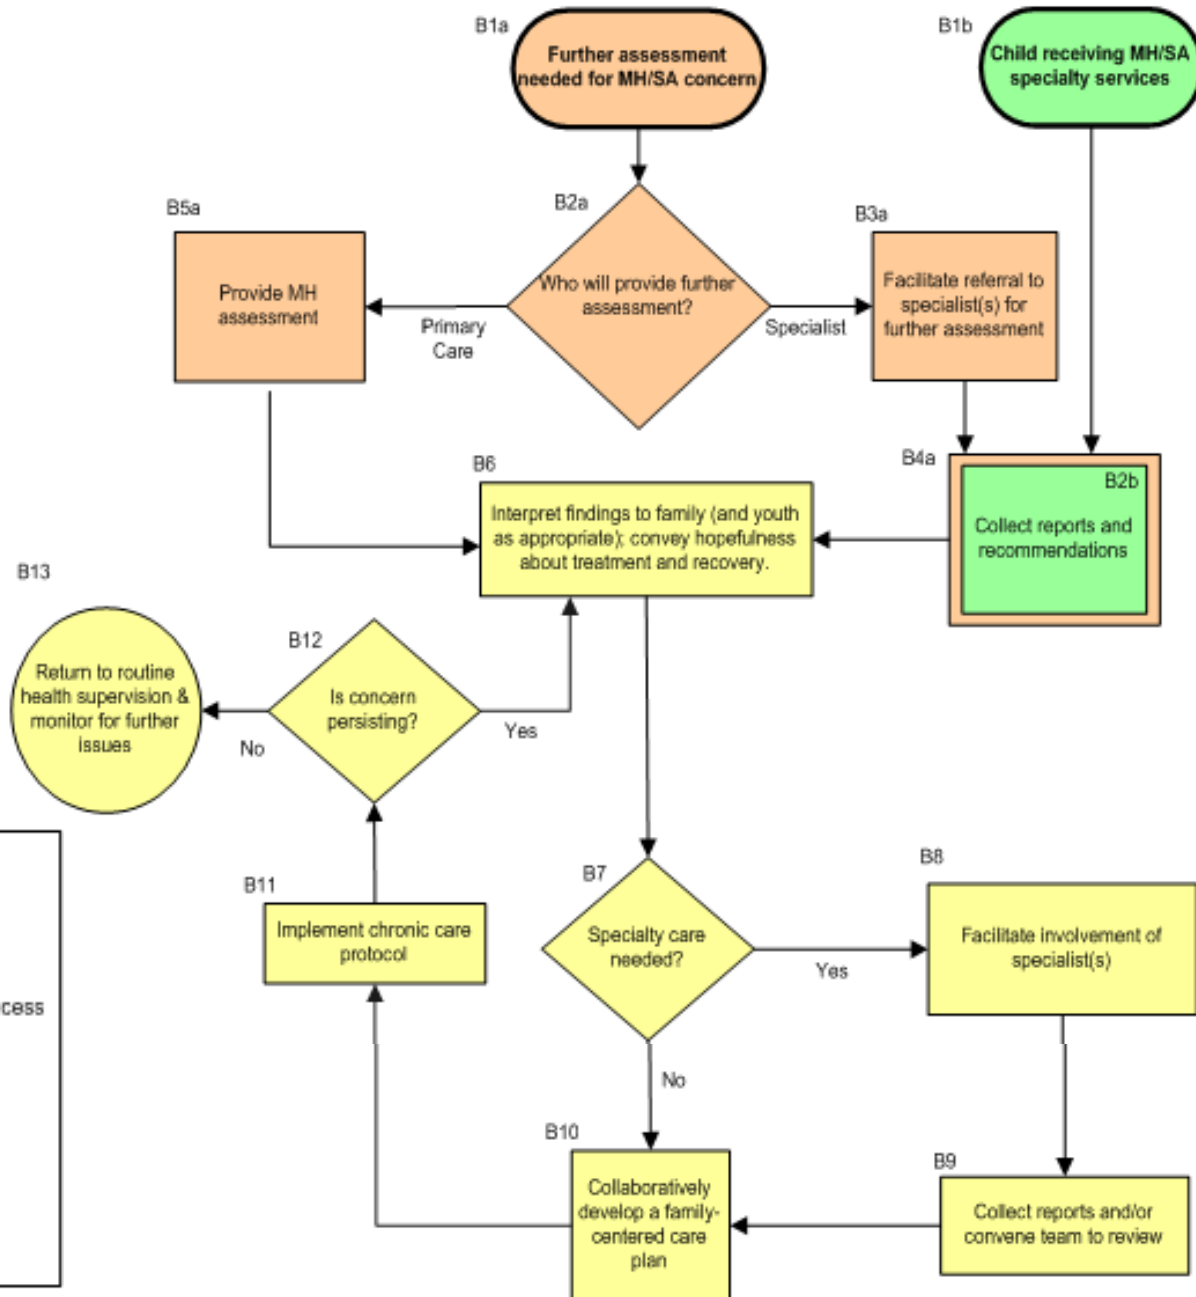 B1a
Further assessment
needed for MH/SA concern
B1b
Child receiving MH/SA
specialty services
B2a
Who will provide further
assessment?
Primary
Care
Specialist
B5a
Provide MH
assessment
B3a
Facilitate referral to
specialist(s) for
further assessment
B4a
B2b
Collect reports and
recommendations
B6
Interpret findings to family (and youth
as appropriate); convey hopefulness
about treatment and recovery.
B13
Return to routine
health supervision &
monitor for further
issues
No
B12
Is concern
persisting?
Yes
B11
Implement chronic care
protocol
B7
Specialty care
needed?
Yes
No
B8
Facilitate involvement of
specialist(s)
B10
Collaboratively
develop a family-
centered care
plan
B9
Collect reports and/or
convene team to review
cess